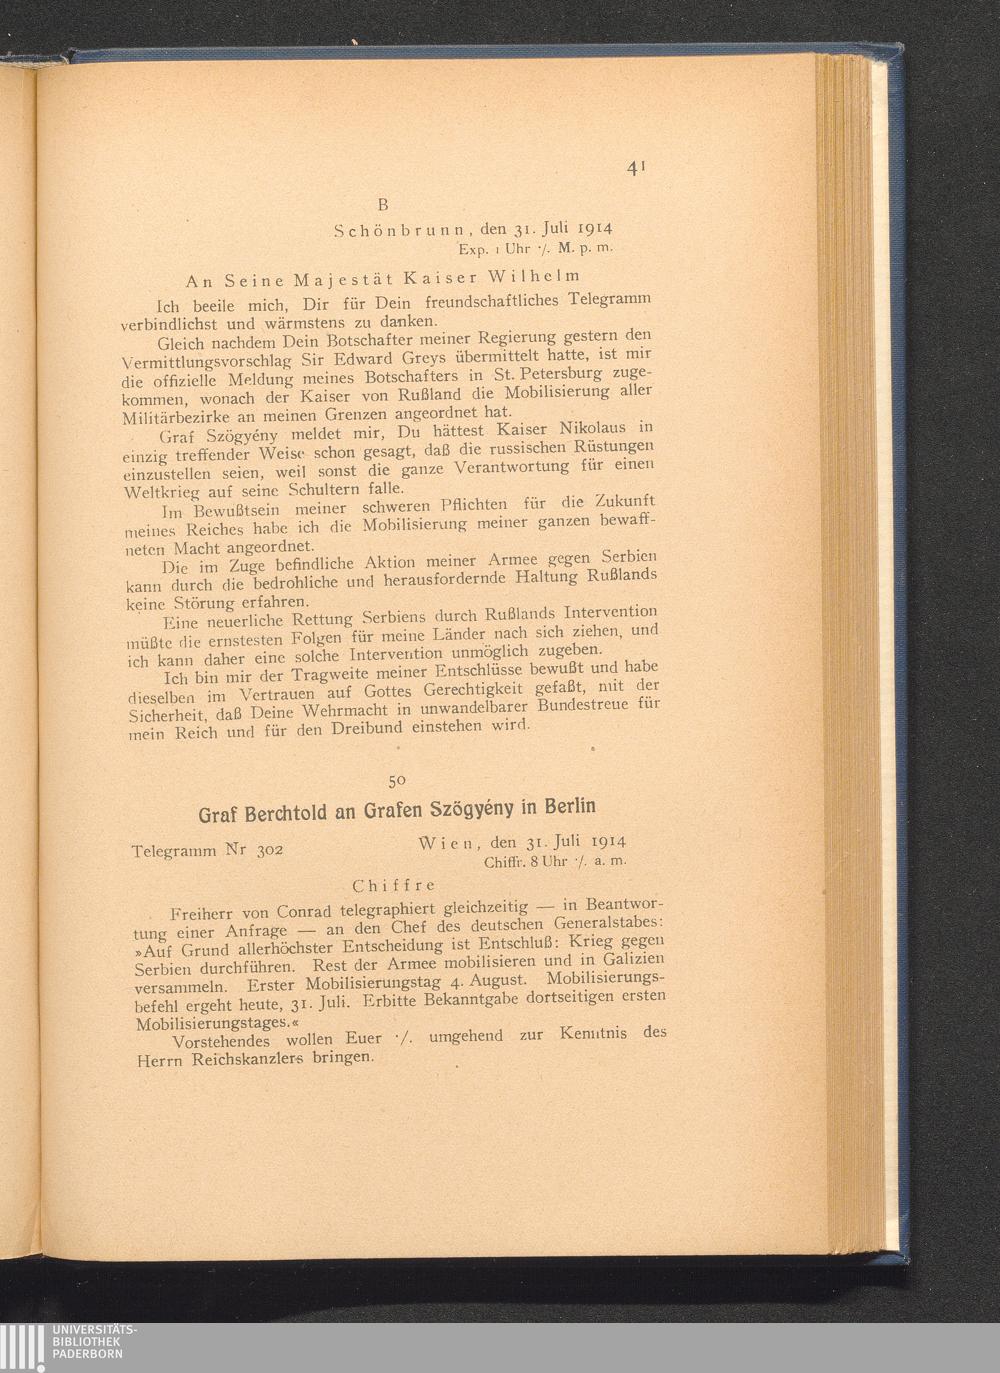 41
B
Schönbrunn, den 31. Juli 1914
Exp. 1 Uhr ·/. M. p. m.
An Seine Majestät Kaiser Wilhelm
Ich beeile mich, Dir für Dein freundschaftliches Telegramm
verbindlichst und wärmstens zu danken.
Gleich nachdem Dein Botschafter meiner Regierung gestern den
Vermittlungsvorschlag Sir Edward Greys übermittelt hatte, ist mir
die offizielle Meldung meines Botschafters in St. Petersburg zuge-
kommen, wonach der Kaiser von Rußland die Mobilisierung aller
Militärbezirke an meinen Grenzen angeordnet hat.
Graf Szögyény meldet mir, Du hättest Kaiser Nikolaus in
einzig treffender Weise schon gesagt, daß die russischen Rüstungen
einzustellen seien, weil sonst die ganze Verantwortung für einen
Weltkrieg auf seine Schultern falle.
Im Bewußtsein meiner schweren Pflichten für die Zukunft
meines Reiches habe ich die Mobilisierung meiner ganzen bewaff-
neten Macht angeordnet.
Die im Zuge befindliche Aktion meiner Armee gegen Serbien
kann durch die bedrohliche und herausfordernde Haltung Rußlands
keine Störung erfahren.
Eine neuerliche Rettung Serbiens durch Rußlands Intervention
müßte die ernstesten Folgen für meine Länder nach sich ziehen, und
ich kann daher eine solche Intervention unmöglich zugeben.
Ich bin mir der Tragweite meiner Entschlüsse bewußt und habe
dieselben im Vertrauen auf Gottes Gerechtigkeit gefaßt, mit der
Sicherheit, daß Deine Wehrmacht in unwandelbarer Bundestreue für
mein Reich und für den Dreibund einstehen wird.
50
Graf Berchtold an Grafen Szögyény in Berlin
Telegramm Nr 302
Wien, den 31. Juli 1914
Chiffr. 8 Uhr ·/. a. m.
Chiffre
Freiherr von Conrad telegraphiert gleichzeitig — in Beantwor-
tung einer Anfrage — an den Chef des deutschen Generalstabes:
»Auf Grund allerhöchster Entscheidung ist Entschluß: Krieg gegen
Serbien durchführen. Rest der Armee mobilisieren und in Galizien
versammeln. Erster Mobilisierungstag 4. August. Mobilisierungs-
befehl ergeht heute, 31. Juli. Erbitte Bekanntgabe dortseitigen ersten
Mobilisierungstages.«
Vorstehendes wollen Euer ·/. umgehend zur Kenntnis des
Herrn Reichskanzlers bringen.
UNIVERSITÄTS-
BIBLIOTHEK
PADERBORN